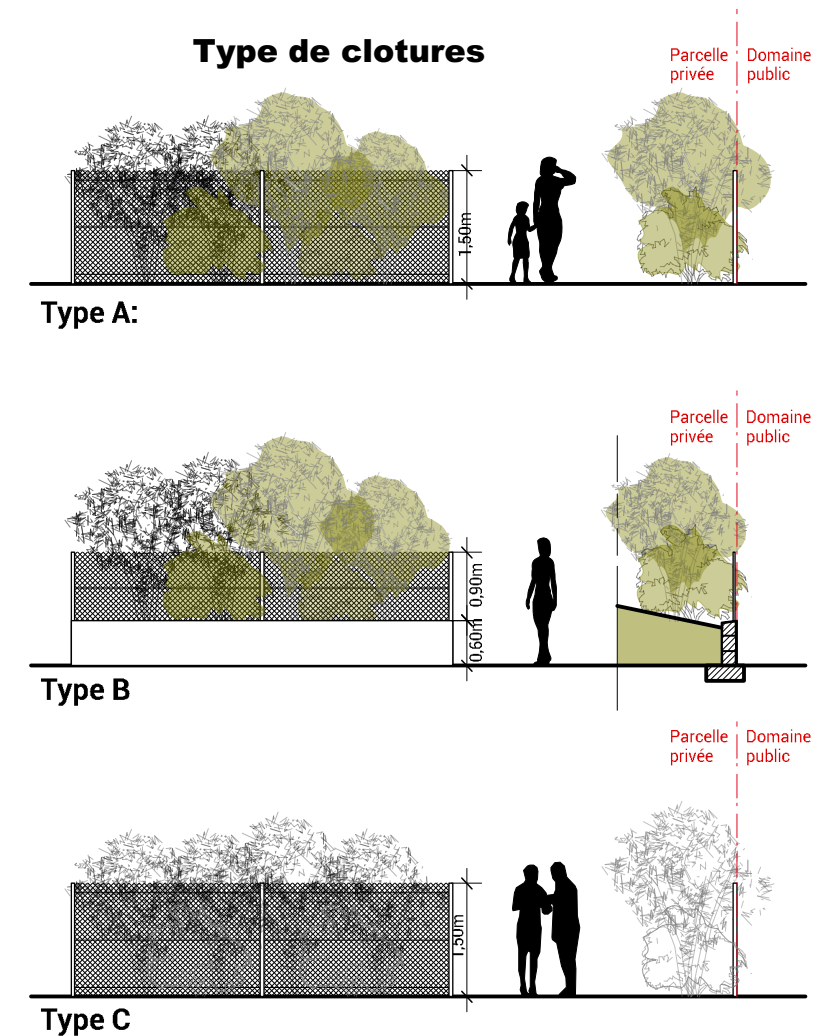 Type de clotures
Parcelle
privée
Domaine
public
1,50m
Type A:
Parcelle
privée
Domaine
public
0,90m
0,60m
Type B
Parcelle
privée
Domaine
public
1,50m
Type C